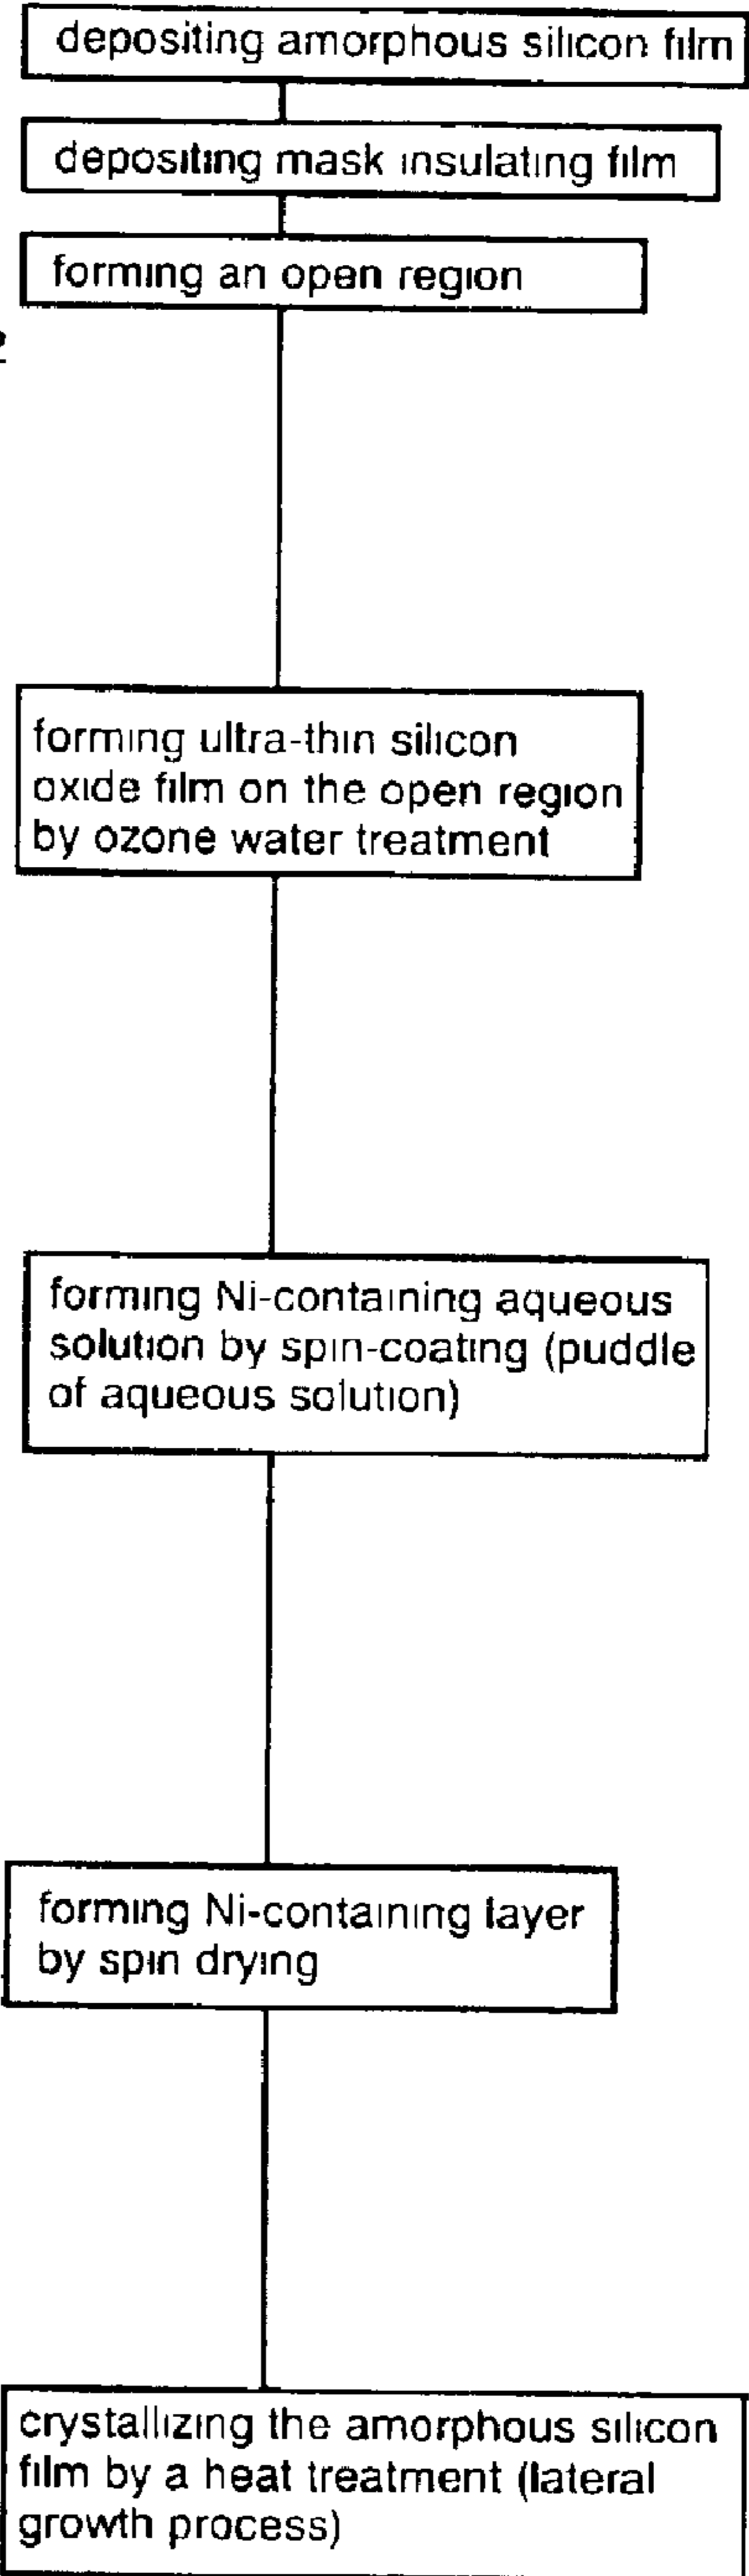 depositing amorphous silicon film
depositing mask insulating film
forming an open region
forming ultra-thin silicon
oxide film on the open region
by ozone water treatment
forming Ni-containing aqueous
solution by spin-coating (puddle
of aqueous solution)
forming Ni-containing layer
by spin drying
crystallizing the amorphous silicon
film by a heat treatment (lateral
growth process)